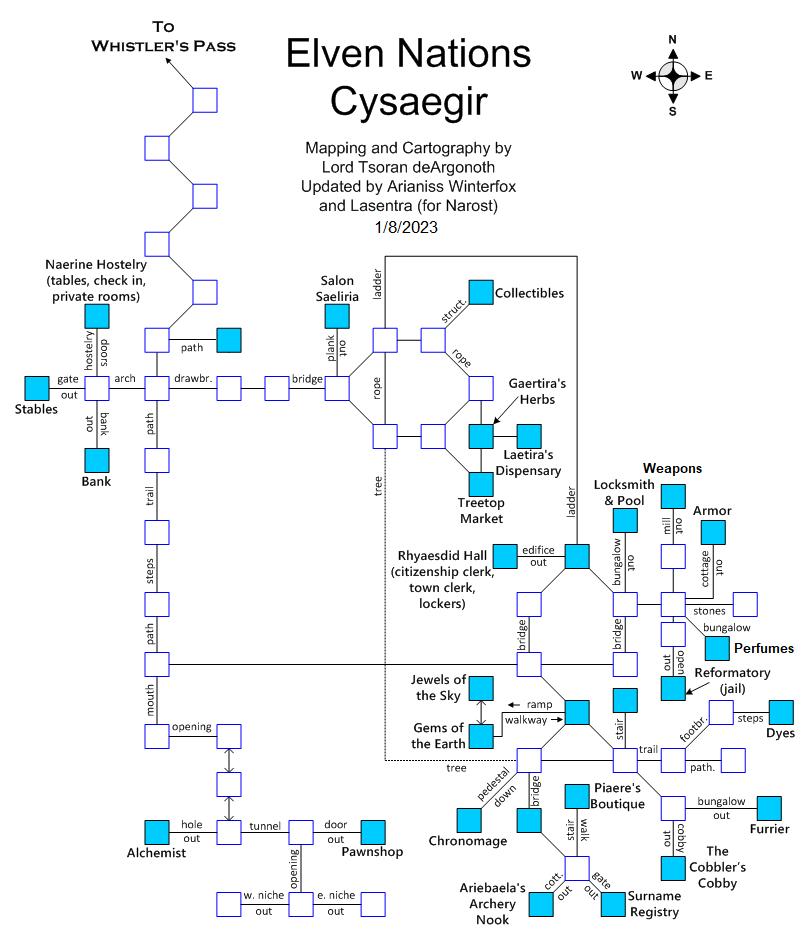 To
Whistler's Pass
Elven Nations
Cysaegir
N
W
E
S
Mapping and Cartography by
Lord Tsoran deArgonoth
Updated by Arianiss Winterfox
and Lasentra (for Narost)
1/8/2023
Naerine Hostelry
(tables, check in,
private rooms)
hostelry
doors
path
Salon
Saeliria
plank
out
ladder
struct.
Collectibles
rope
rope
gate
out
Stables
arch
drawbr.
bridge
Gaertira's
Herbs
out
bank
Bank
path
Laetira's
Dispensary
tree
Treetop
Market
ladder
trail
Weapons
Locksmith
& Pool
Armor
mill
out
bungalow
out
cottage
out
Rhyaesdid Hall
(citizenship clerk,
town clerk,
lockers)
edifice
out
steps
path
bridge
bridge
stones
bungalow
Perfumes
out
open
Reformatory
(jail)
mouth
Jewels of
the Sky
Gems of
the Earth
ramp
walkway
stair
footbr.
steps
Dyes
trail
path.
opening
tree
pedestal
down
bridge
Chronomage
Piaere's
Boutique
stair
walk
bungalow
out
Furrier
out
cobby
The
Cobbler's
Cobby
hole
out
Alchemist
tunnel
door
out
Pawnshop
opening
w. niche
out
e. niche
out
cott.
out
gate
out
Ariebaela's
Archery
Nook
Surname
Registry